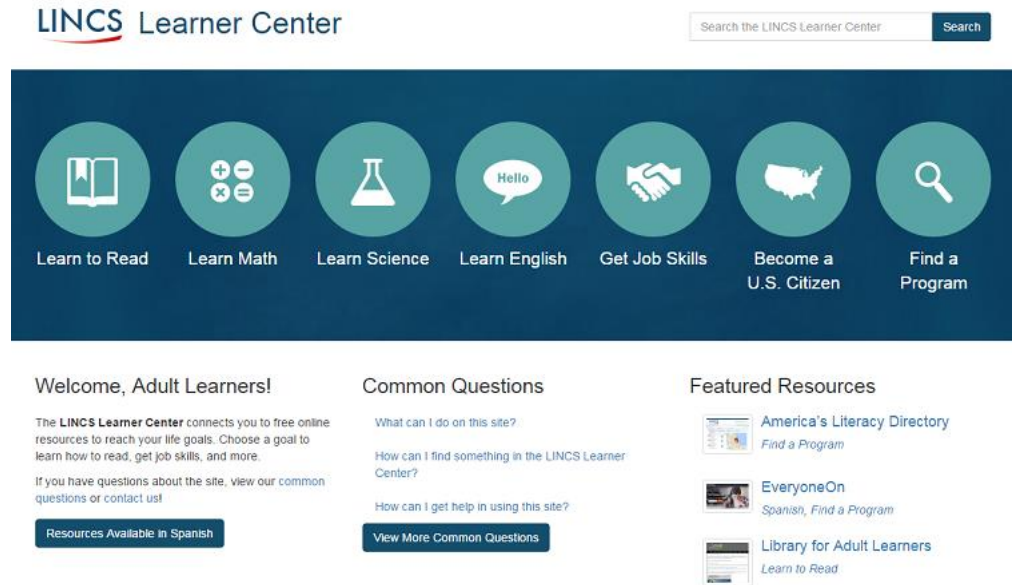 LINCS Learner Center
Search the LINCS Learner Center
Search
Hello
Learn to Read
Learn Math
Learn Science
Learn English
Get Job Skills
Become a
U.S. Citizen
Find a
Program
Welcome, Adult Learners!
The LINCS Learner Center connects you to free online
resources to reach your life goals. Choose a goal to
learn how to read, get job skills, and more.
If you have questions about the site, view our common
questions or contact us!
Resources Available in Spanish
Common Questions
What can I do on this site?
How can I find something in the LINCS Learner
Center?
How can I get help in using this site?
View More Common Questions
Featured Resources
America's Literacy Directory
Find a Program
EveryoneOn
Spanish, Find a Program
Library for Adult Learners
Learn to Read